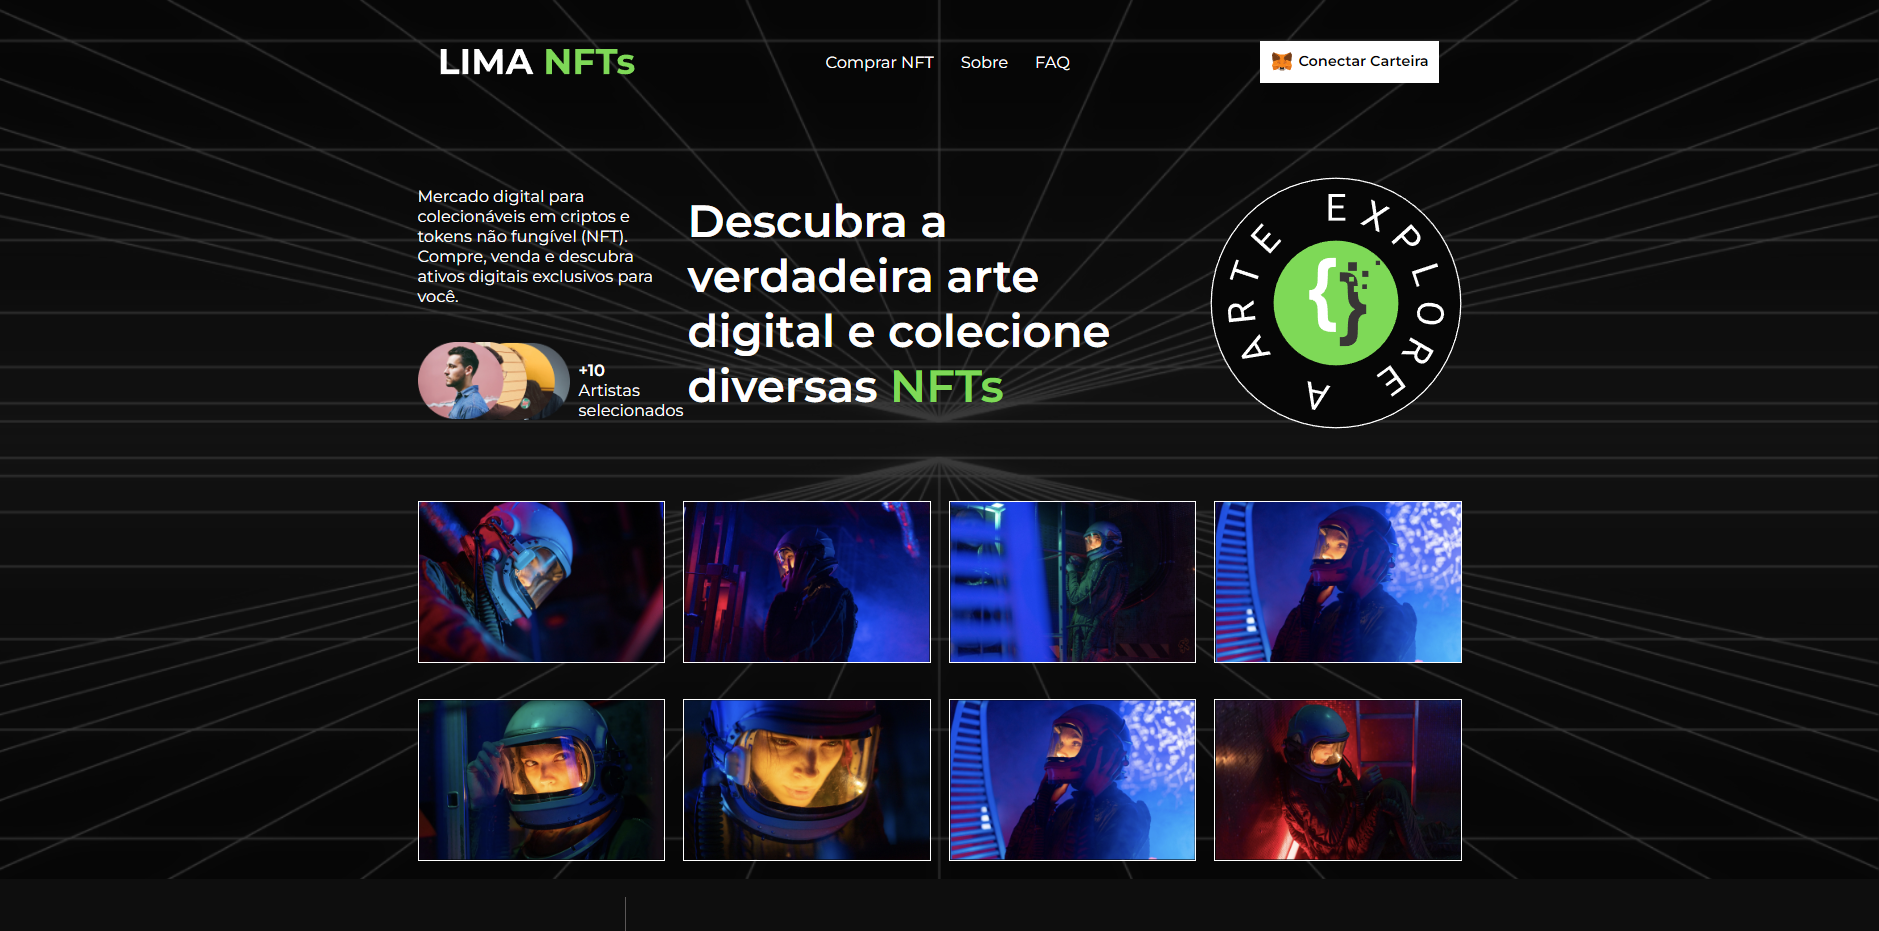 LIMA NFTs
Comprar NFT Sobre FAQ
Conectar Carteira
Mercado digital para
colecionáveis em criptos e
tokens não fungível (NFT).
Compre, venda e descubra
ativos digitais exclusivos para
você.
+10
Artistas
selecionados
Descubra a
verdadeira arte
digital e colecione
diversas NFTs
EXPLORE A ARTE
{}